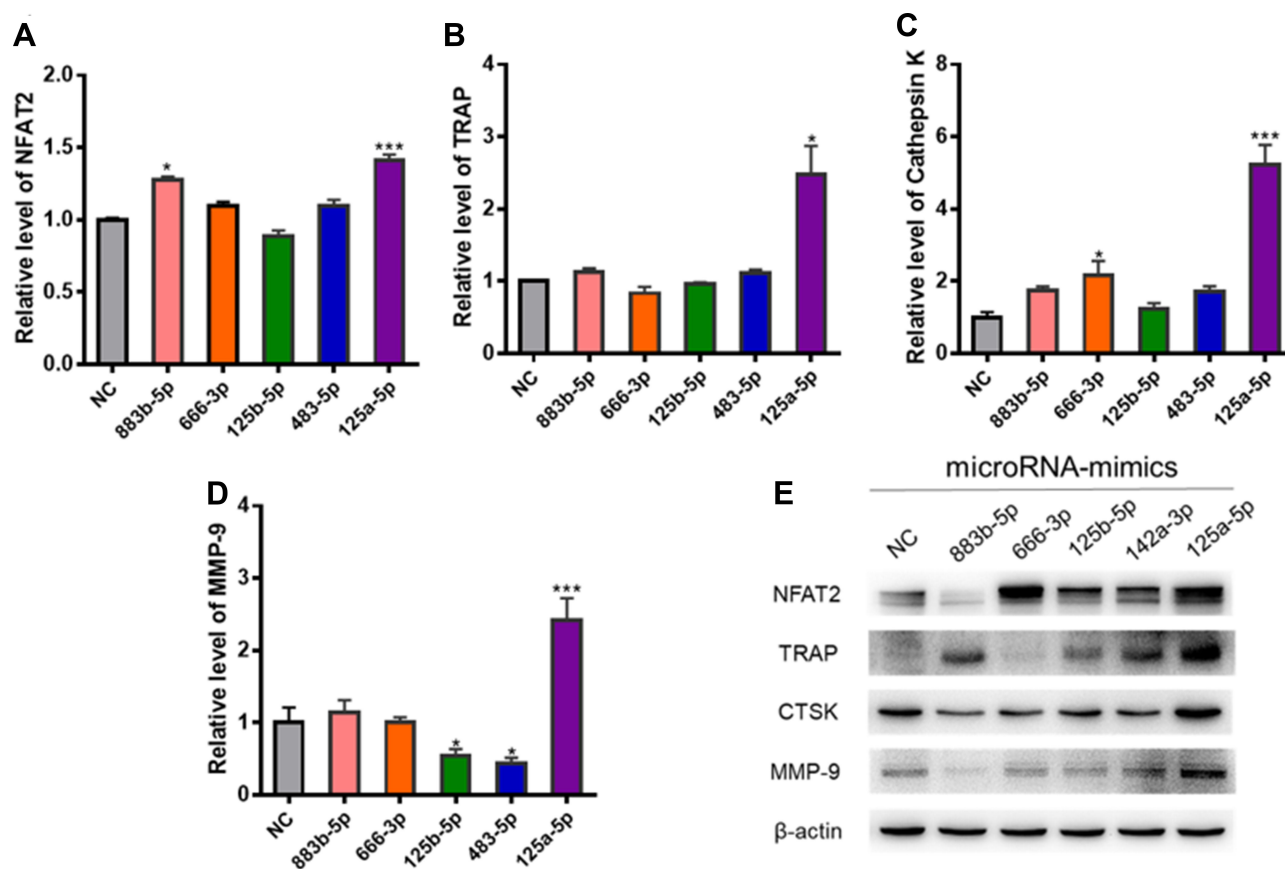 A
Relative level of NFAT2
2.0
1.5
1.0
0.5
0.0
*
***
NC
883b-5p
666-3p
125b-5p
483-5p
125a-5p
B
Relative level of TRAP
4
3
2
1
0
*
NC
883b-5p
666-3p
125b-5p
483-5p
125a-5p
C
Relative level of Cathepsin K
8
6
4
2
0
*
***
NC
883b-5p
666-3p
125b-5p
483-5p
125a-5p
D
Relative level of MMP-9
4
3
2
1
0
*
*
***
NC
883b-5p
666-3p
125b-5p
483-5p
125a-5p
E
microRNA-mimics
NC
883b-5p
666-3p
125b-5p
142a-3p
125a-5p
NFAT2
TRAP
CTSK
MMP-9
β-actin